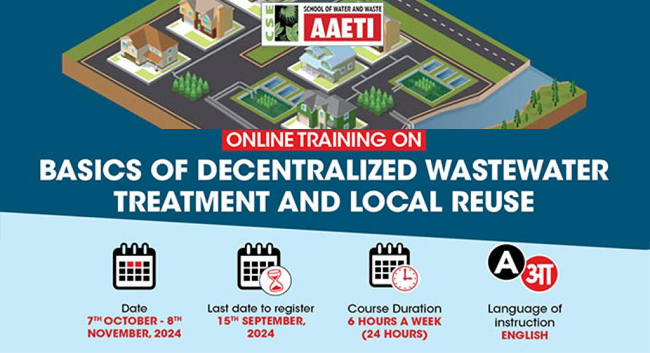 CSE
SCHOOL OF WATER AND WASTE
AAETI
ONLINE TRAINING ON
BASICS OF DECENTRALIZED WASTEWATER
TREATMENT AND LOCAL REUSE
Date
7TH OCTOBER - 8TH
NOVEMBER, 2024
Last date to register
15TH SEPTEMBER,
2024
Course Duration
6 HOURS A WEEK
(24 HOURS)
A आ
Language of
instruction
ENGLISH